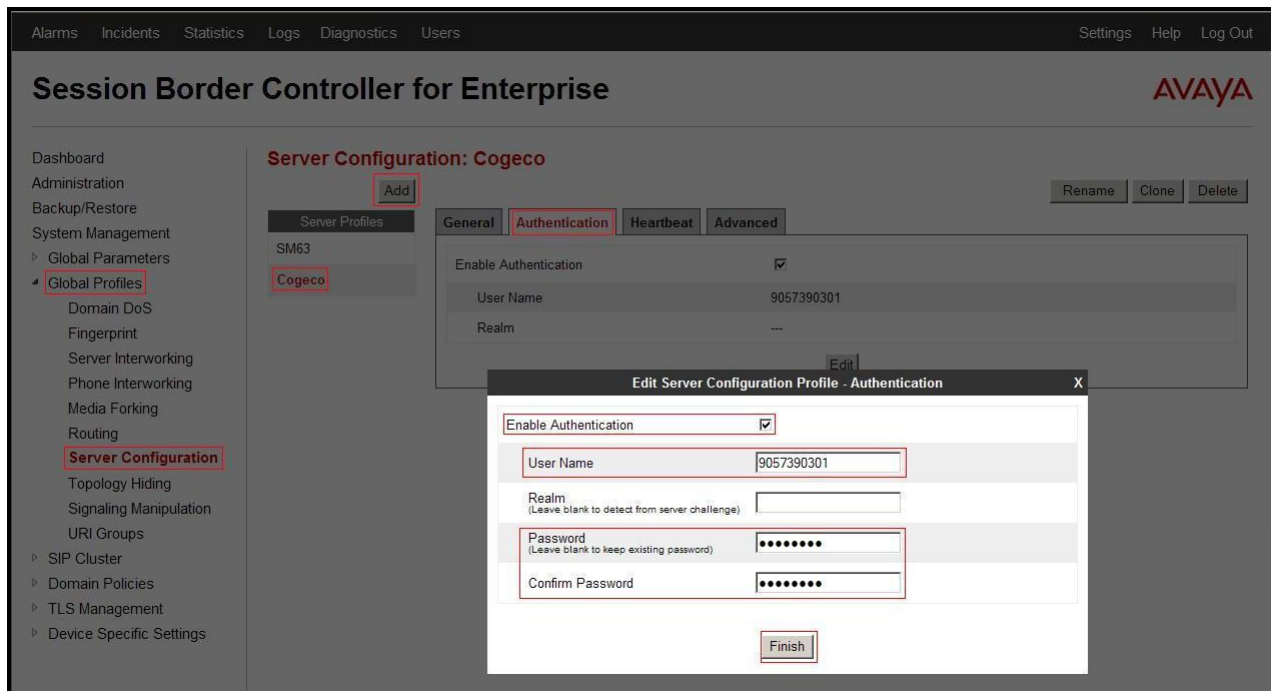 Alarms Incidents Statistics Logs Diagnostics Users Settings Help Log Out
Session Border Controller for Enterprise
AVAYA
Dashboard
Administration
Backup/Restore
System Management
Global Parameters
Global Profiles
Domain DoS
Fingerprint
Server Interworking
Phone Interworking
Media Forking
Routing
Server Configuration
Topology Hiding
Signaling Manipulation
URI Groups
SIP Cluster
Domain Policies
TLS Management
Device Specific Settings
Server Configuration: Cogeco
Add
Rename Clone Delete
Server Profiles
SM63
Cogeco
General Authentication Heartbeat Advanced
Enable Authentication
User Name 9057390301
Realm ---
Edit
Edit Server Configuration Profile - Authentication X
Enable Authentication
User Name 9057390301
Realm
(Leave blank to detect from server challenge)
Password ••••••••
(Leave blank to keep existing password)
Confirm Password ••••••••
Finish